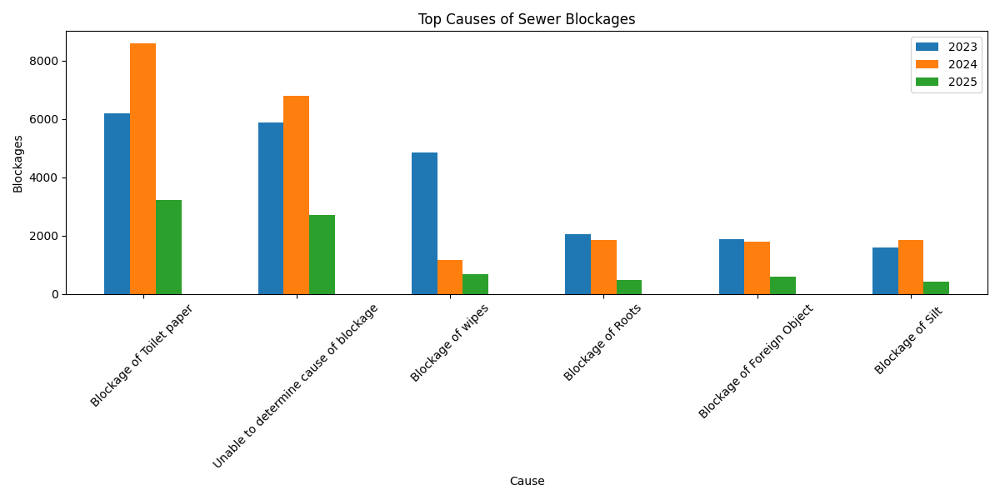 Top Causes of Sewer Blockages
2023
2024
2025
Blockages
8000
6000
4000
2000
0
Blockage of Toilet paper
Unable to determine cause of blockage
Blockage of wipes
Blockage of Roots
Blockage of Foreign Object
Blockage of Silt
Cause